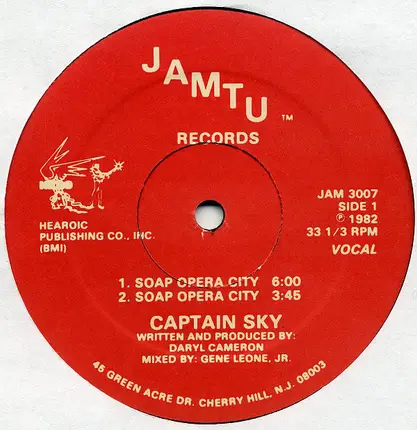 JAMTU ™
RECORDS
HEAROIC
PUBLISHING CO., INC.
(BMI)
JAM 3007
SIDE 1
℗ 1982
33 1/3 RPM
VOCAL
1. SOAP OPERA CITY 6:00
2. SOAP OPERA CITY 3:45
CAPTAIN SKY
WRITTEN AND PRODUCED BY:
DARYL CAMERON
MIXED BY: GENE LEONE, JR.
45 GREEN ACRE DR. CHERRY HILL, N.J. 08003